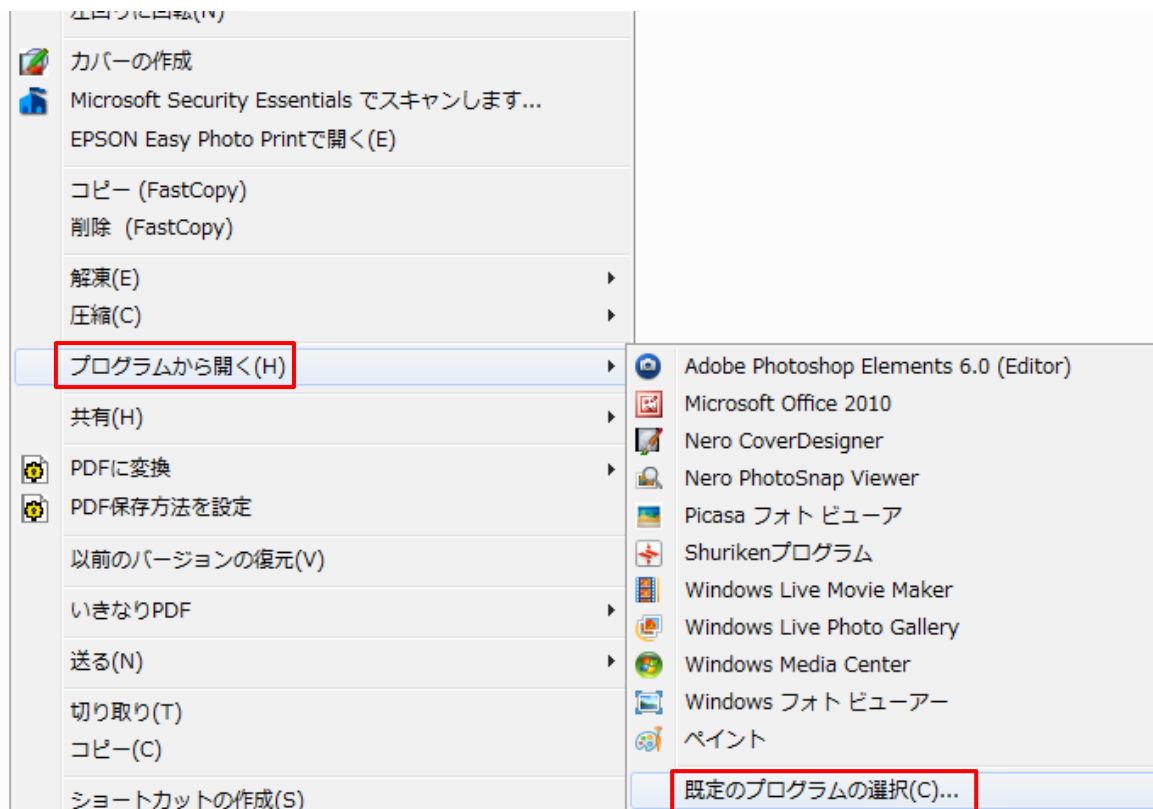 左回りに回転(N)
カバーの作成
Microsoft Security Essentials でスキャンします...
EPSON Easy Photo Printで開く(E)
コピー (FastCopy)
削除 (FastCopy)
解凍(E)
圧縮(C)
プログラムから開く(H)
共有(H)
PDFに変換
PDF保存方法を設定
以前のバージョンの復元(V)
いきなりPDF
送る(N)
切り取り(T)
コピー(C)
ショートカットの作成(S)
Adobe Photoshop Elements 6.0 (Editor)
Microsoft Office 2010
Nero CoverDesigner
Nero PhotoSnap Viewer
Picasa フォト ビューア
Shurikenプログラム
Windows Live Movie Maker
Windows Live Photo Gallery
Windows Media Center
Windows フォト ビューアー
ペイント
既定のプログラムの選択(C)...